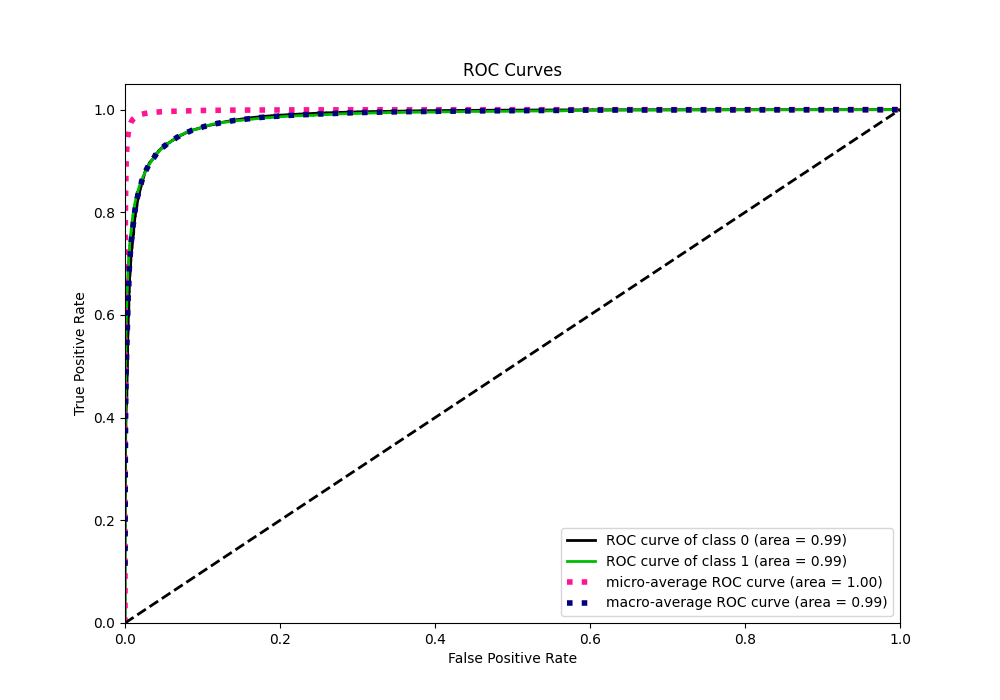 ROC Curves
1.0
0.8
0.6
0.4
0.2
0.0
True Positive Rate
0.0 0.2 0.4 0.6 0.8 1.0
False Positive Rate
ROC curve of class 0 (area = 0.99)
ROC curve of class 1 (area = 0.99)
micro-average ROC curve (area = 1.00)
macro-average ROC curve (area = 0.99)